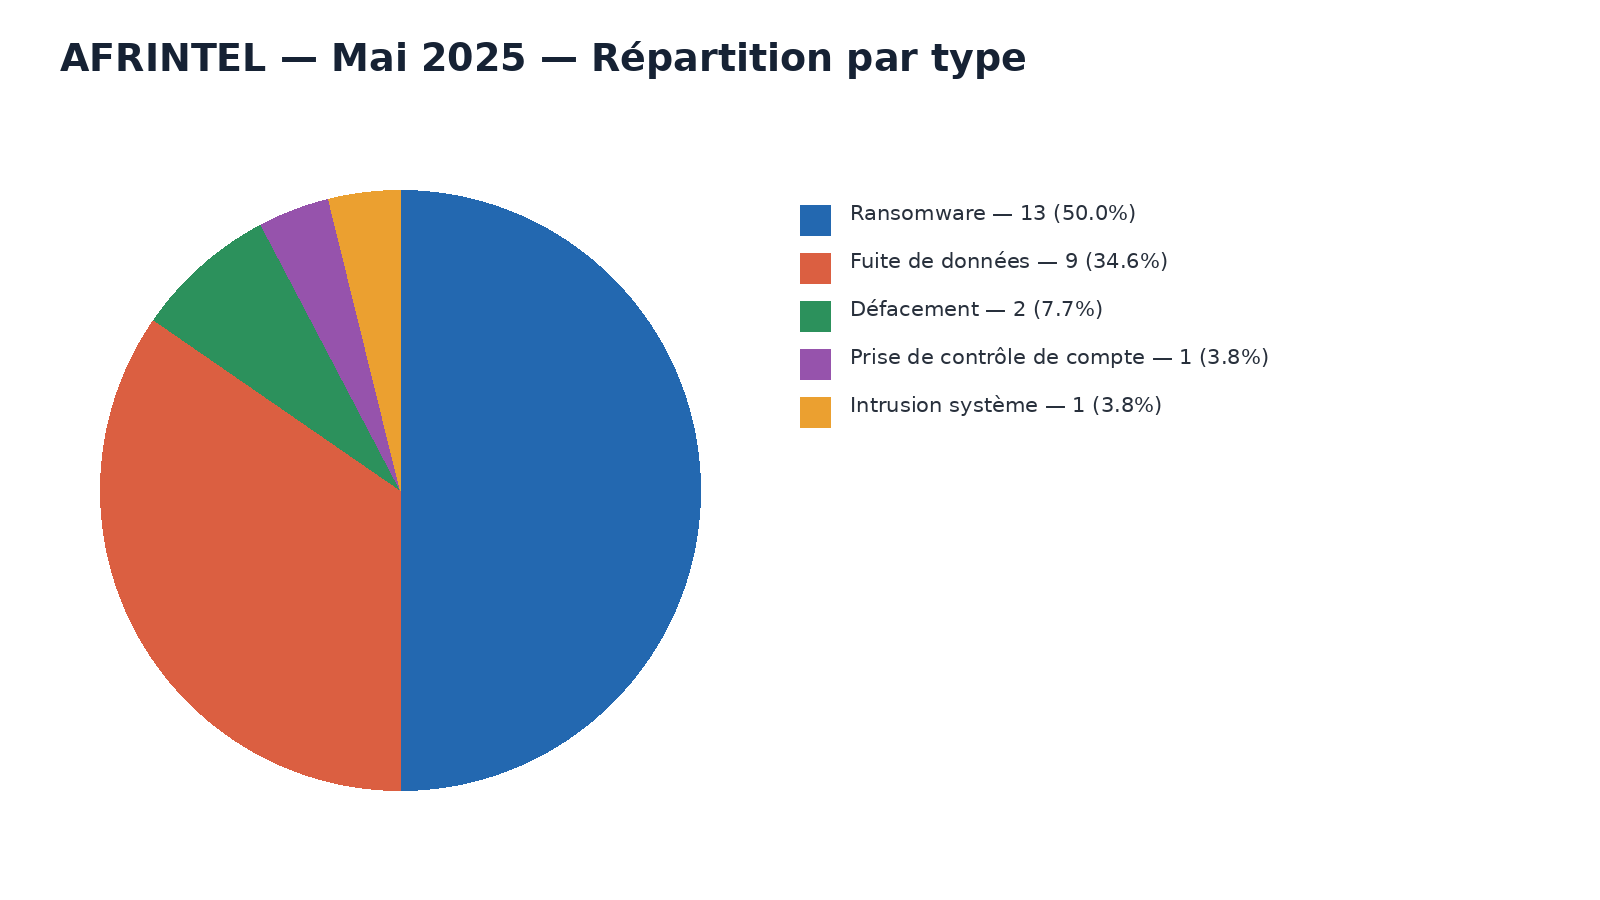 AFRINTEL — Mai 2025 — Répartition par type
Ransomware — 13 (50.0%)
Fuite de données — 9 (34.6%)
Défacement — 2 (7.7%)
Prise de contrôle de compte — 1 (3.8%)
Intrusion système — 1 (3.8%)